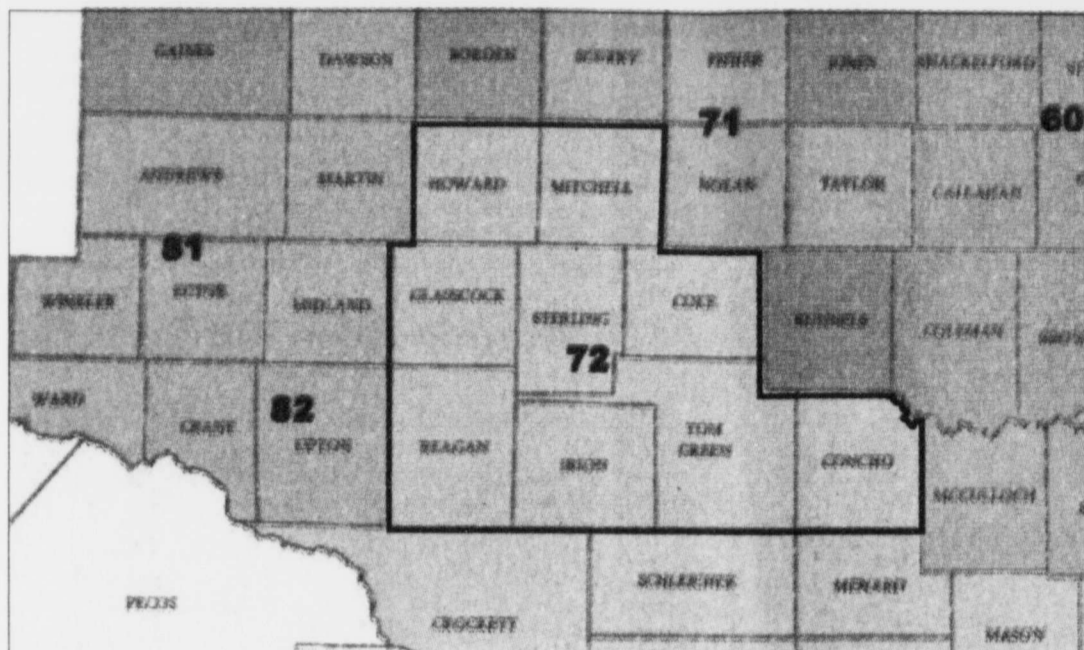 GAINES DAWSON BORDEN SCURRY FISHER JONES SHACKELFORD
71 60
ANDREWS MARTIN HOWARD MITCHELL NOLAN TAYLOR CALLAHAN
81
WINKLER ECTOR MIDLAND GLASSCOCK STERLING COKE RUNNELS COLEMAN
72
WARD CRANE 82 UPTON REAGAN IRION TOM GREEN CONCHO MCCULLOCH
PECOS CROCKETT SCHLEICHER MENARD MASON